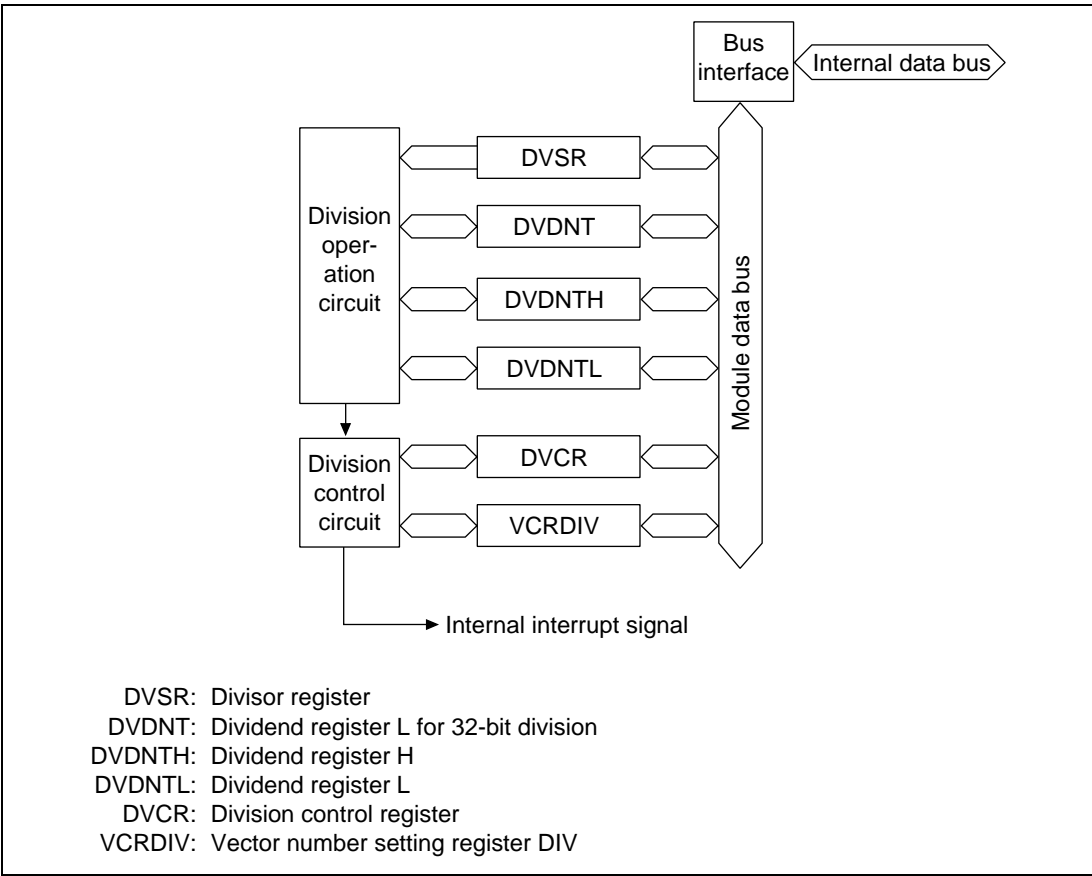 Bus
interface
Internal data bus
DVSR
Division
oper-
ation
circuit
DVDNT
DVDNTH
DVDNTL
Module data bus
Division
control
circuit
DVCR
VCRDIV
Internal interrupt signal
DVSR: Divisor register
DVDNT: Dividend register L for 32-bit division
DVDNTH: Dividend register H
DVDNTL: Dividend register L
DVCR: Division control register
VCRDIV: Vector number setting register DIV